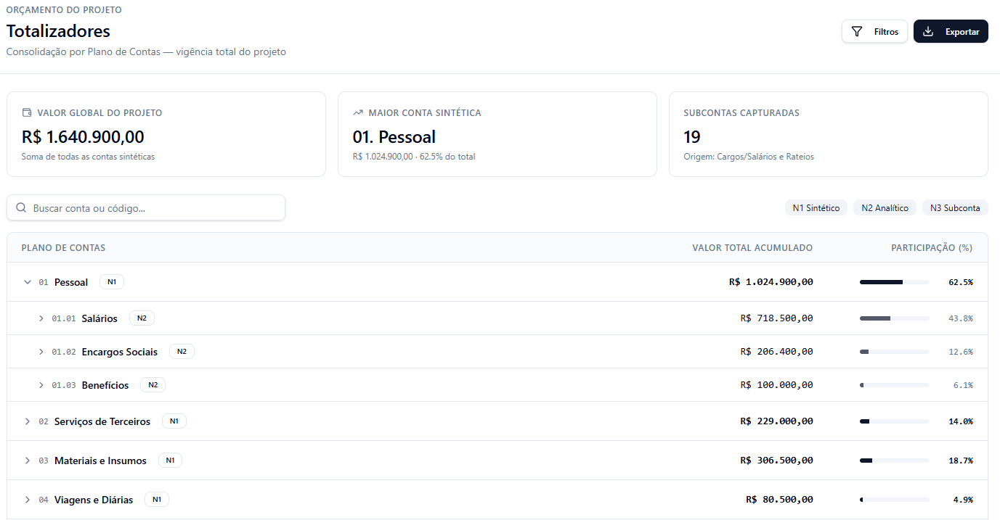 ORÇAMENTO DO PROJETO
Totalizadores
Consolidação por Plano de Contas — vigência total do projeto
Filtros
Exportar
VALOR GLOBAL DO PROJETO
R$ 1.640.900,00
Soma de todas as contas sintéticas
MAIOR CONTA SINTÉTICA
01. Pessoal
R$ 1.024.900,00 · 62.5% do total
SUBCONTAS CAPTURADAS
19
Origem: Cargos/Salários e Rateios
Buscar conta ou código...
N1 Sintético
N2 Analítico
N3 Subconta
PLANO DE CONTAS VALOR TOTAL ACUMULADO PARTICIPAÇÃO (%)
01 Pessoal N1 R$ 1.024.900,00 62.5%
01.01 Salários N2 R$ 718.500,00 43.8%
01.02 Encargos Sociais N2 R$ 206.400,00 12.6%
01.03 Benefícios N2 R$ 100.000,00 6.1%
02 Serviços de Terceiros N1 R$ 229.000,00 14.0%
03 Materiais e Insumos N1 R$ 306.500,00 18.7%
04 Viagens e Diárias N1 R$ 80.500,00 4.9%